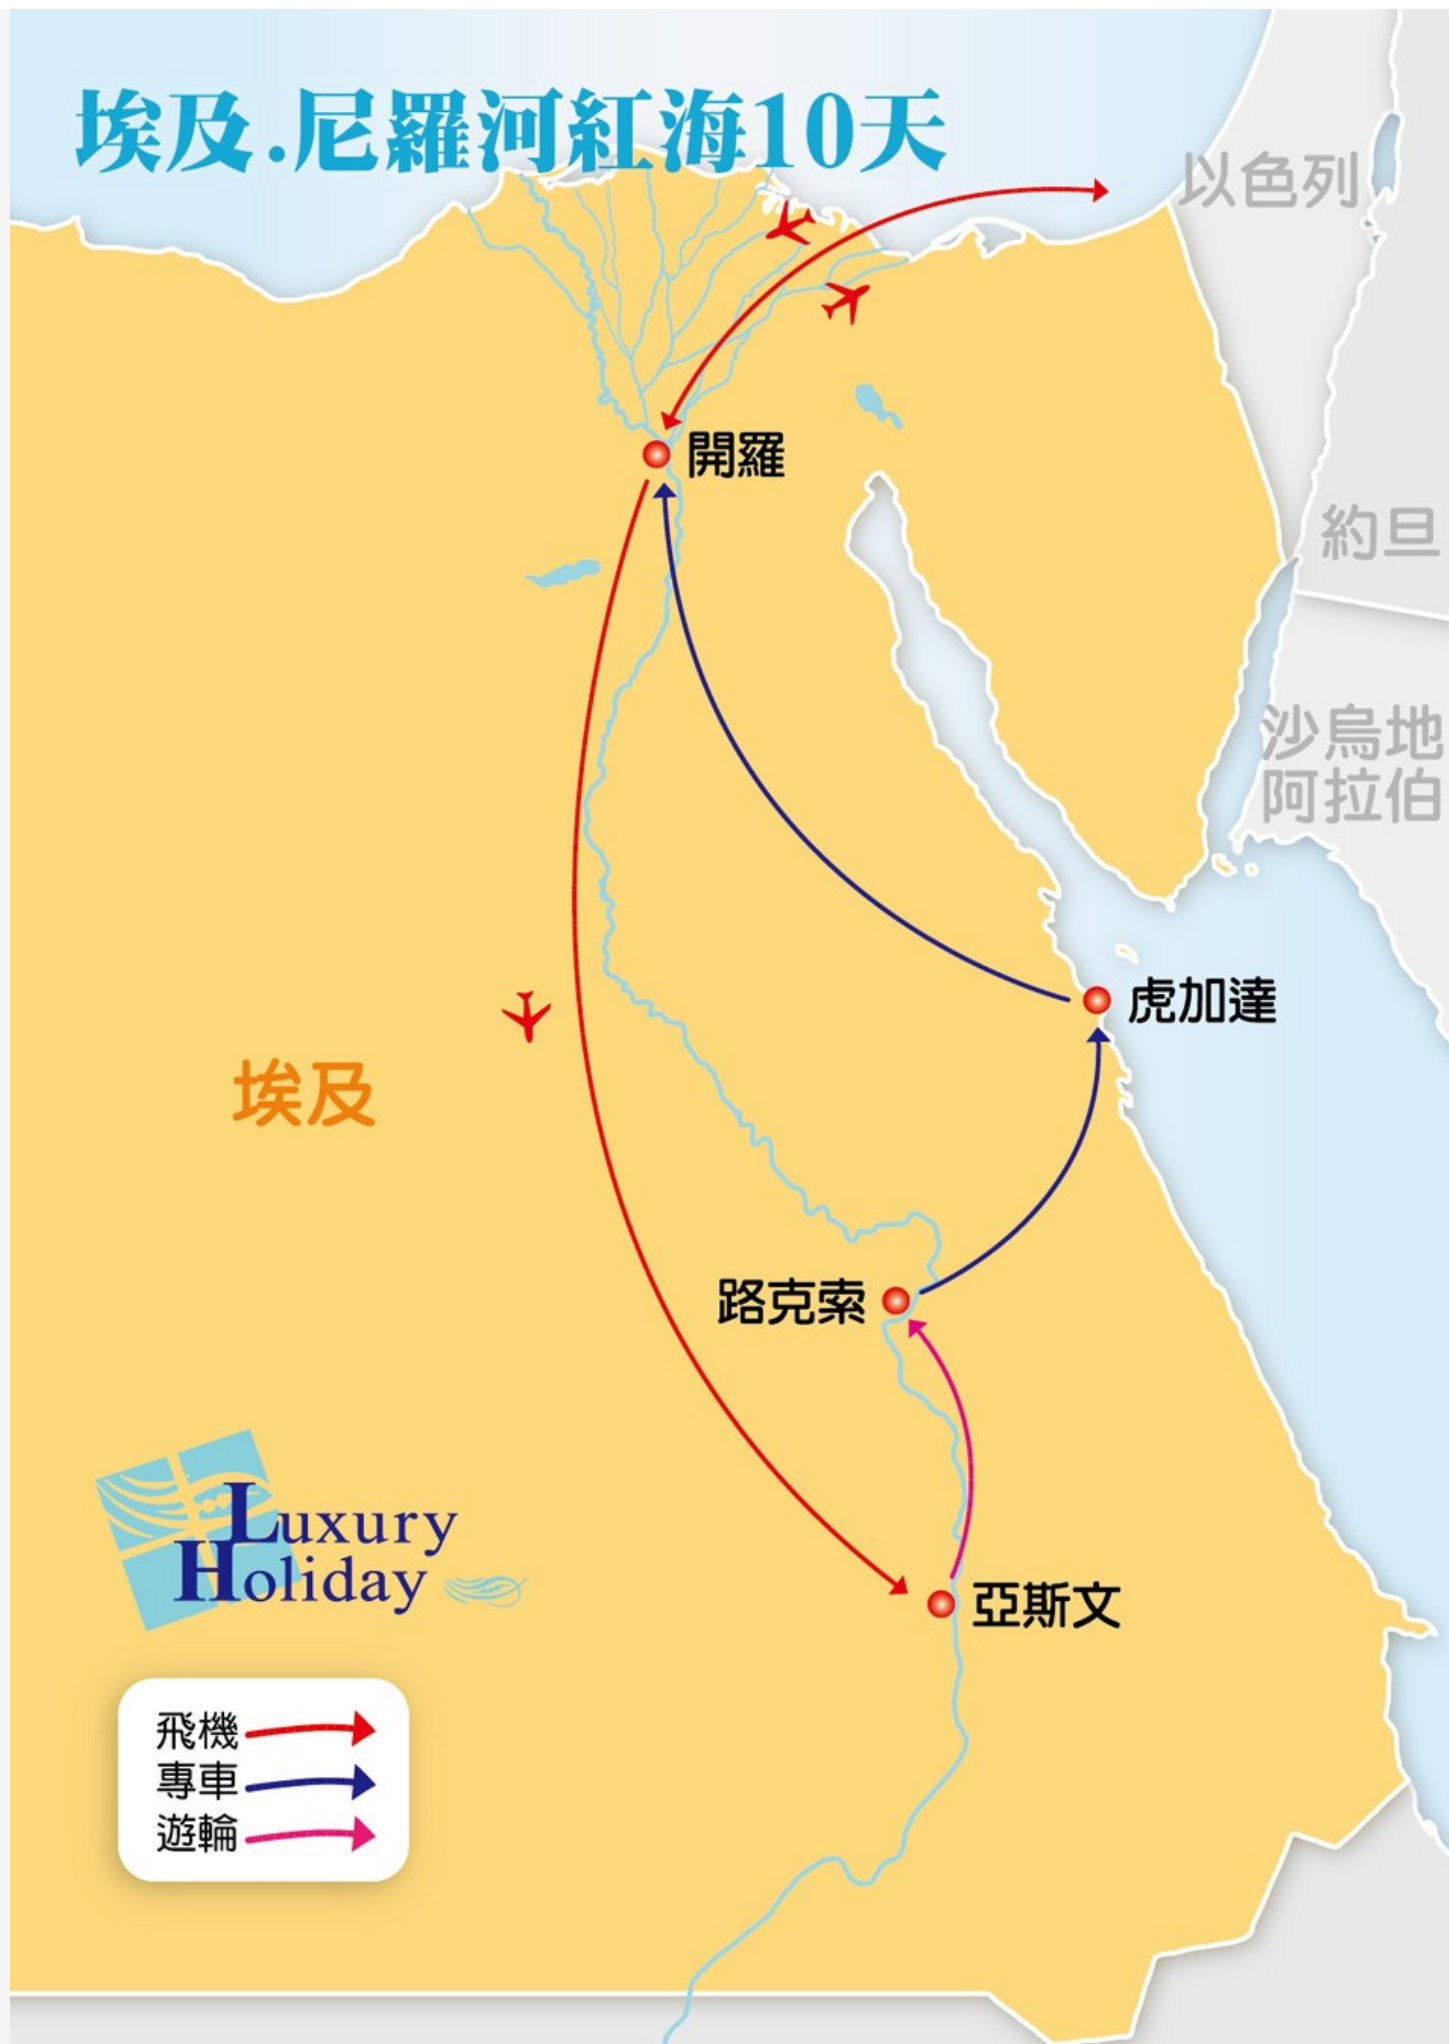 埃及.尼羅河紅海10天
以色列
開羅
約旦
沙烏地
阿拉伯
虎加達
埃及
路克索
Luxury
Holiday
亞斯文
飛機
專車
遊輪